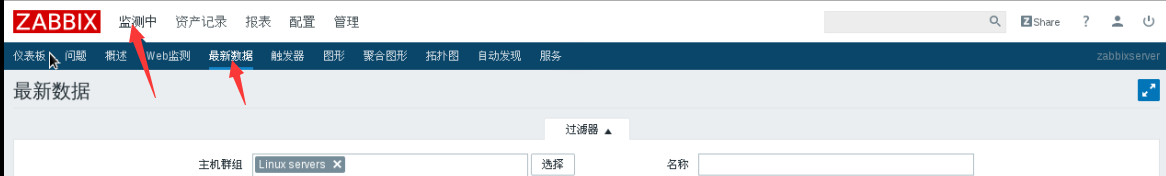 ZABBIX 监测中 资产记录 报表 配置 管理 Z Share ?
仪表板 问题 概述 Web监测 最新数据 触发器 图形 聚合图形 拓扑图 自动发现 服务 zabbixserver
最新数据
过滤器 ▲
主机群组 Linux servers ✕ 选择 名称